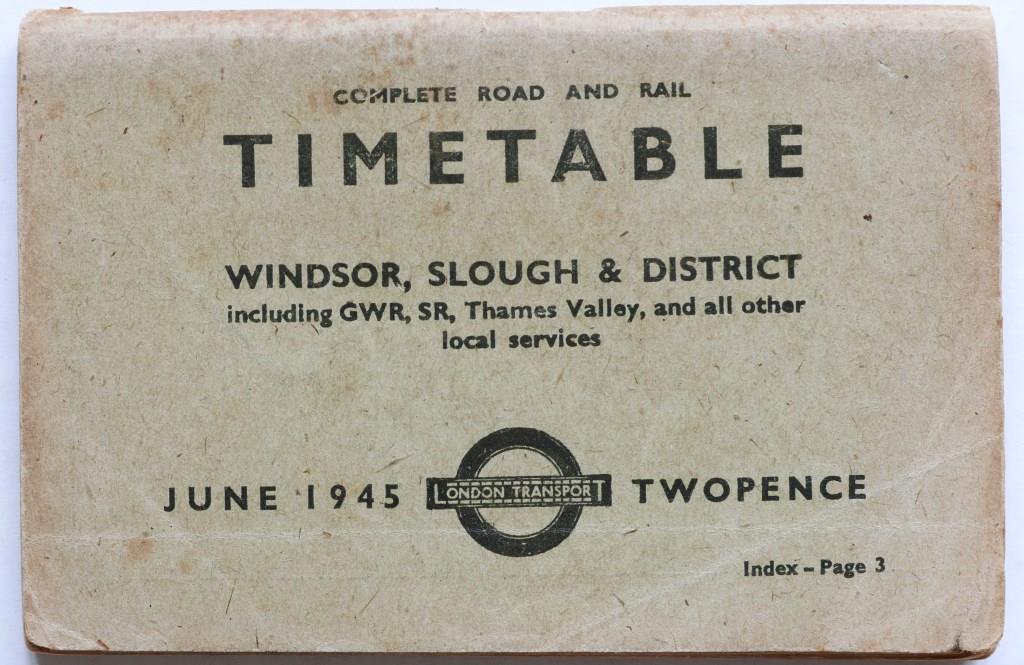 COMPLETE ROAD AND RAIL
TIMETABLE
WINDSOR, SLOUGH & DISTRICT
including GWR, SR, Thames Valley, and all other
local services
JUNE 1945 LONDON TRANSPORT TWOPENCE
Index - Page 3